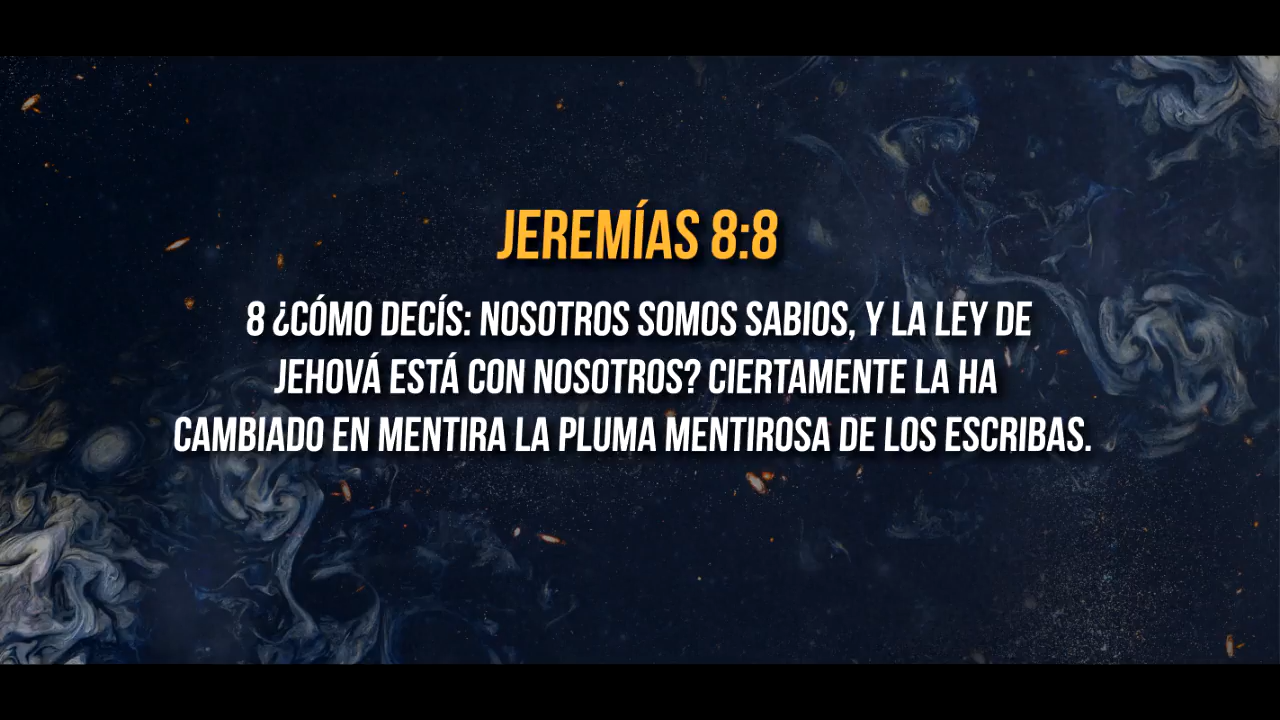 JEREMÍAS 8:8
8 ¿CÓMO DECÍS: NOSOTROS SOMOS SABIOS, Y LA LEY DE
JEHOVÁ ESTÁ CON NOSOTROS? CIERTAMENTE LA HA
CAMBIADO EN MENTIRA LA PLUMA MENTIROSA DE LOS ESCRIBAS.